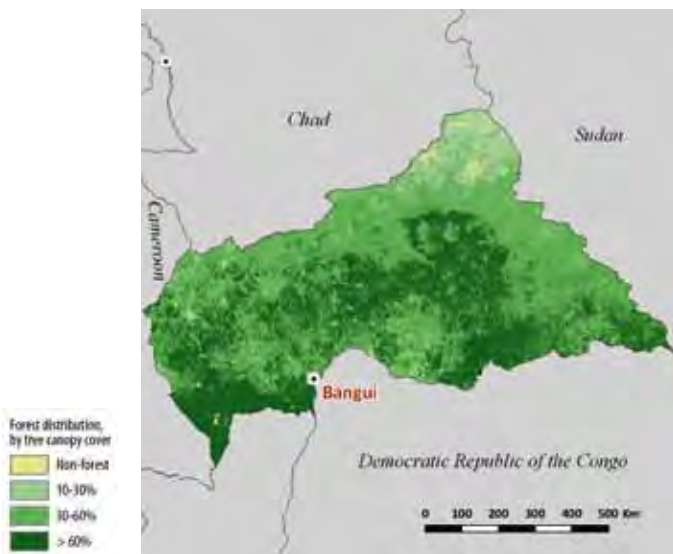 Chad
Sudan
Cameroon
Bangui
Democratic Republic of the Congo
0 100 200 300 400 500 Km
Forest distribution,
by tree canopy cover
Non-forest
10-30%
30-60%
> 60%